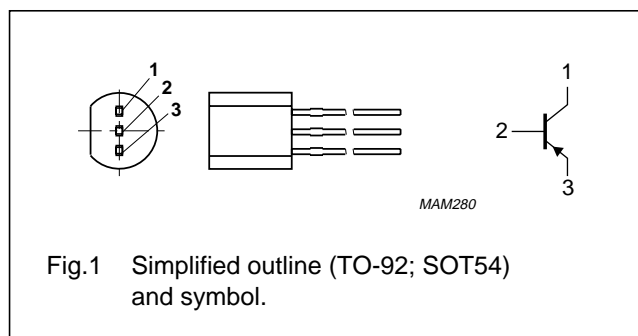 1
2
3
1
2
3
MAM280
Fig.1 Simplified outline (TO-92; SOT54)
and symbol.